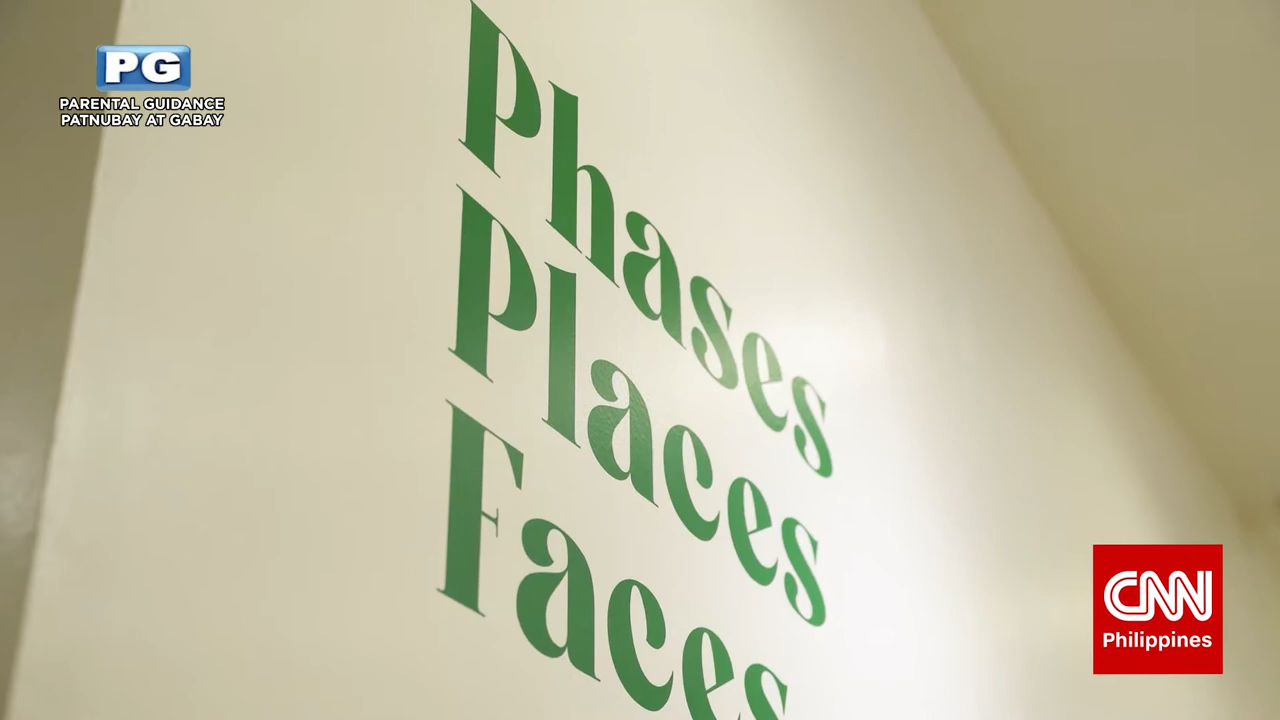 PG
PARENTAL GUIDANCE
PATNUBAY AT GABAY
Phases
Places
Faces
CNN
Philippines